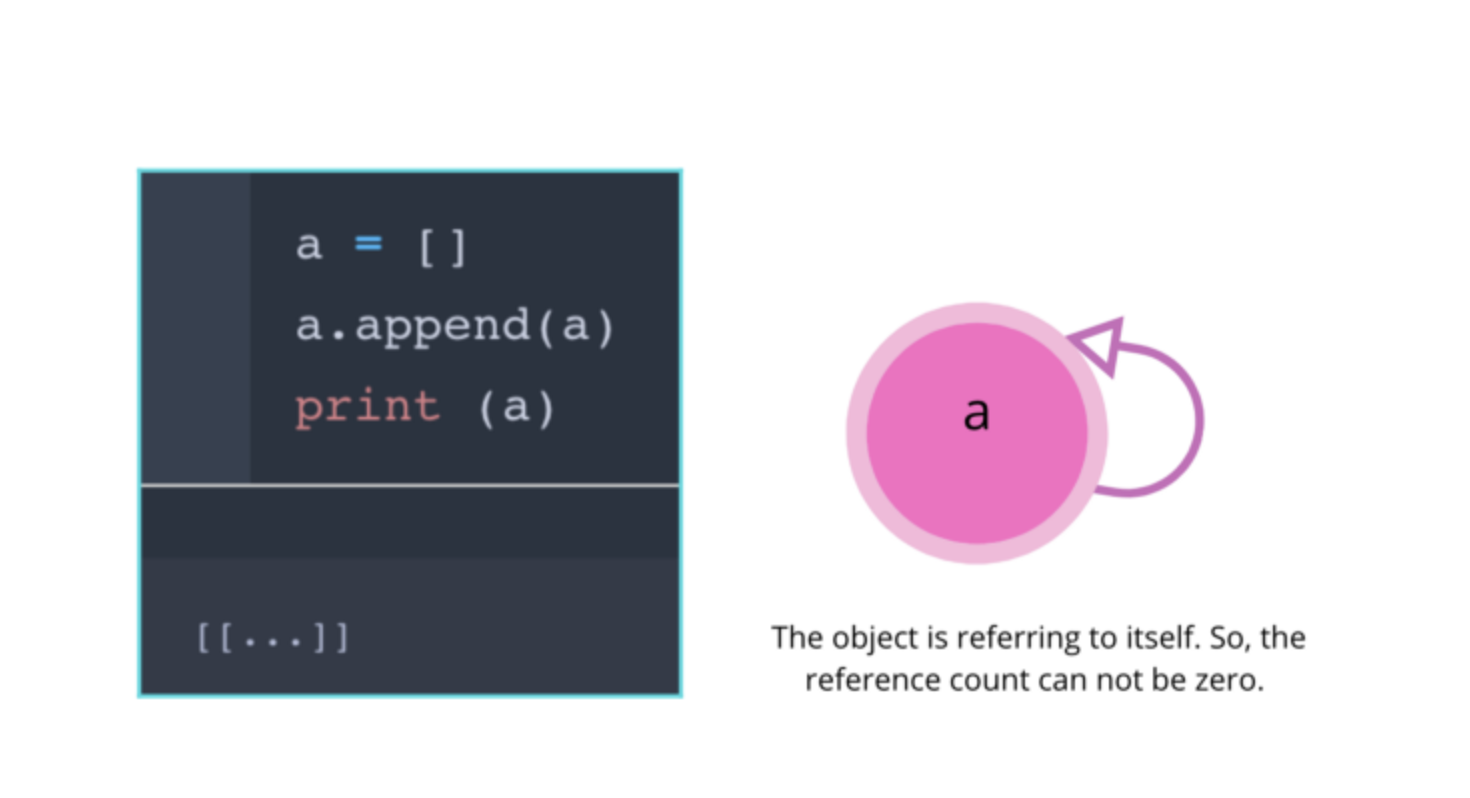 a = []
a.append(a)
print (a)
[[...]]
a
The object is referring to itself. So, the
reference count can not be zero.